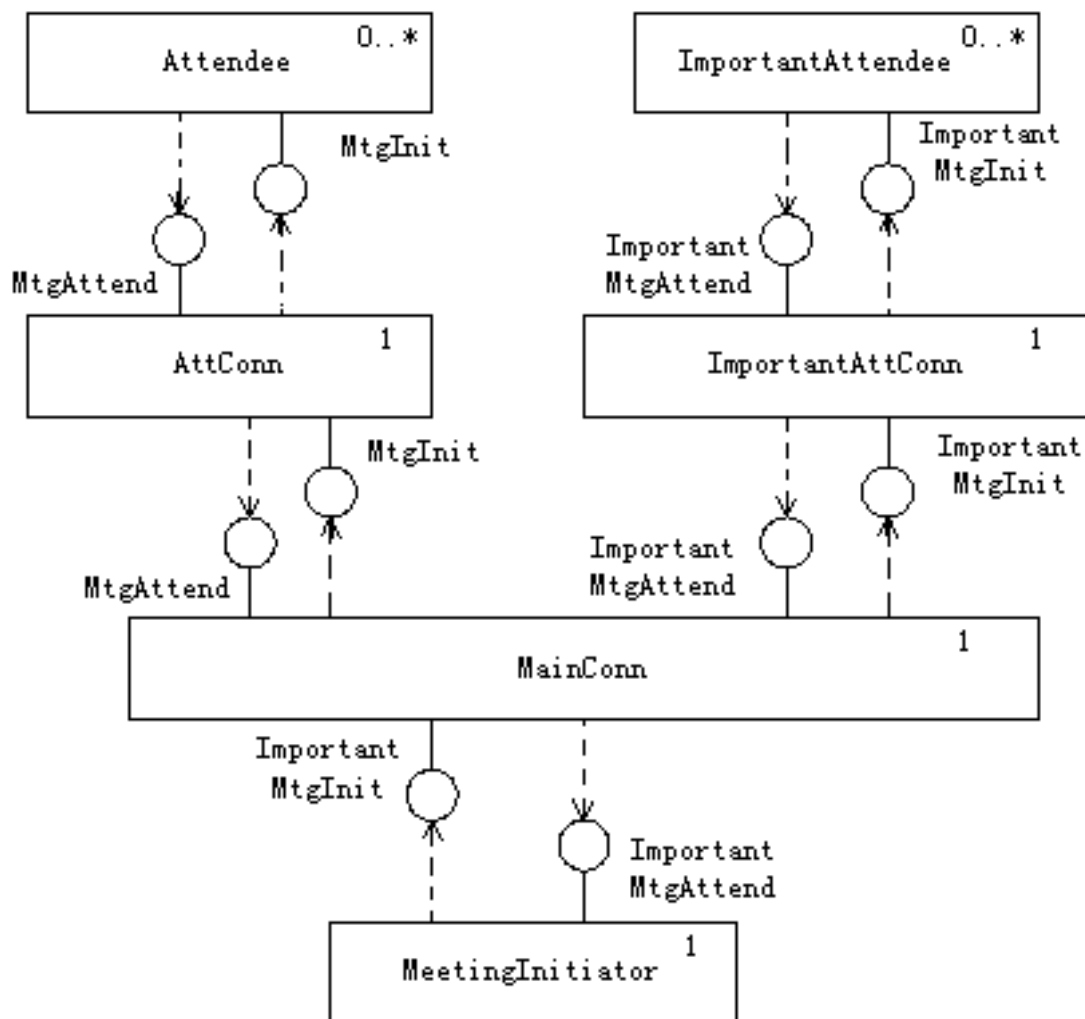 0..*
Attendee
0..*
ImportantAttendee
MtgInit
Important
MtgInit
MtgAttend
Important
MtgAttend
1
AttConn
1
ImportantAttConn
MtgInit
Important
MtgInit
MtgAttend
Important
MtgAttend
1
MainConn
Important
MtgInit
Important
MtgAttend
1
MeetingInitiator